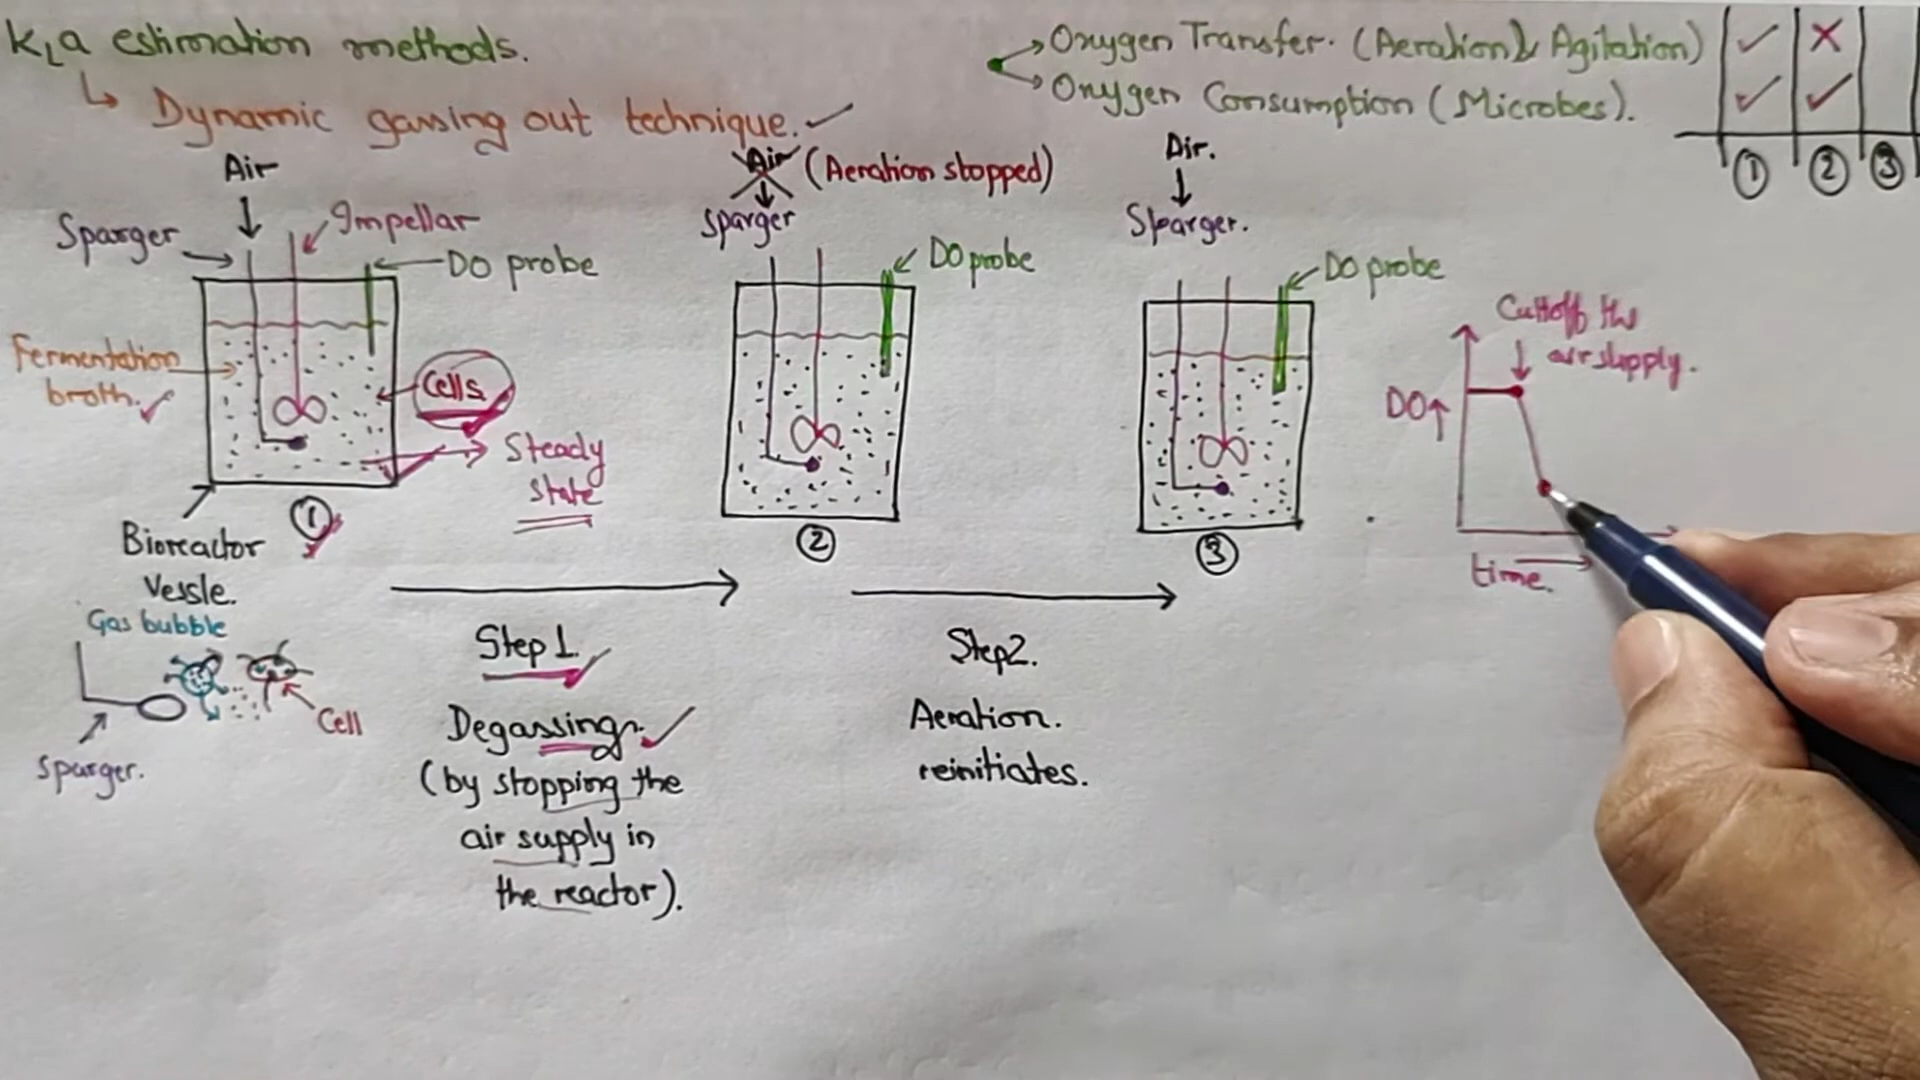 KLa estimation methods.
↳ Dynamic gassing out technique. ✓
→ Oxygen Transfer. (Aeration & Agitation) ✓ ✗
→ Oxygen Consumption (Microbes). ✓ ✓
① ② ③
Air
Sparger
Impellar
DO probe
Fermentation
broth.
Cells
Steady
state
Bioreactor
Vessle.
①
Gas bubble
Cell
Sparger.
Step 1
Degassing.
(by stopping the
air supply in
the reactor).
Air (Aeration stopped)
Sparger
DO probe
②
Step2.
Aeration.
reinitiates.
Air.
Sparger.
DO probe
③
Cuttoff the
air supply.
DO↑
time.